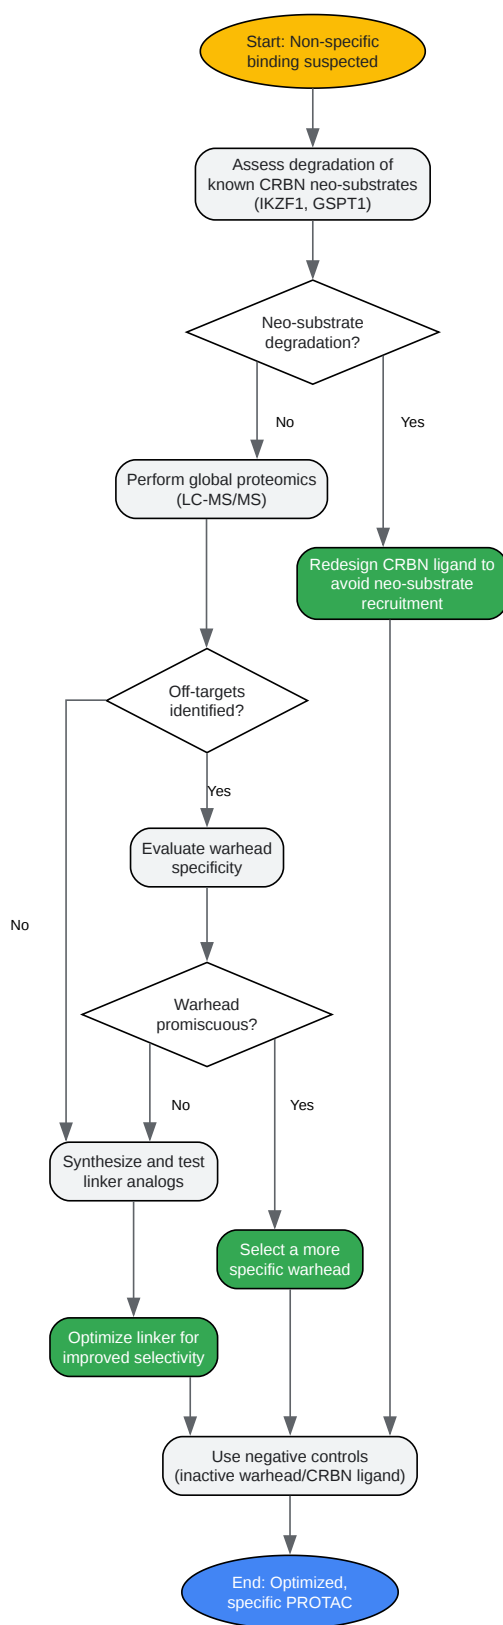 Start: Non-specific
binding suspected
Assess degradation of
known CRBN neo-substrates
(IKZF1, GSPT1)
Neo-substrate
degradation?
No
Yes
Perform global proteomics
(LC-MS/MS)
Redesign CRBN ligand to
avoid neo-substrate
recruitment
Off-targets
identified?
Yes
Evaluate warhead
specificity
No
Warhead
promiscuous?
No
Yes
Synthesize and test
linker analogs
Select a more
specific warhead
Optimize linker for
improved selectivity
Use negative controls
(inactive warhead/CRBN ligand)
End: Optimized,
specific PROTAC